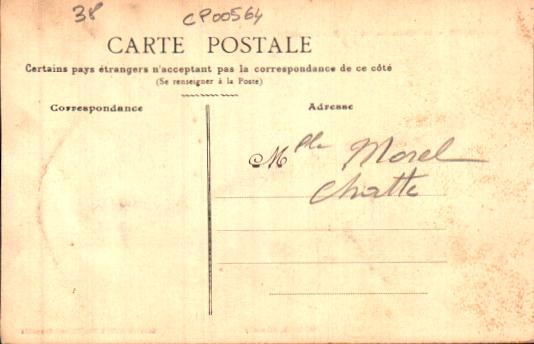 38
CP00564
CARTE POSTALE
Certains pays étrangers n'acceptent pas la correspondance de ce côté
(Se renseigner à la Poste)
Correspondance
Adresse
Mlle Morel
Chatte